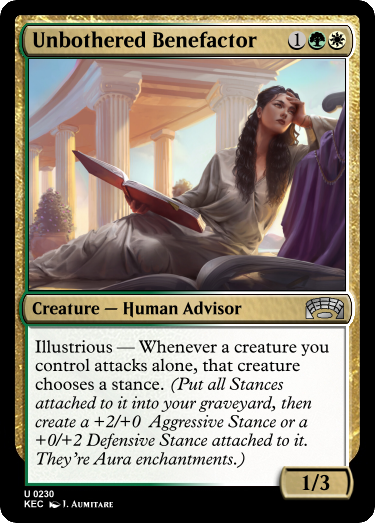 Unbothered Benefactor 1
Creature — Human Advisor
Illustrious — Whenever a creature you
control attacks alone, that creature
chooses a stance. (Put all Stances
attached to it into your graveyard, then
create a +2/+0 Aggressive Stance or a
+0/+2 Defensive Stance attached to it.
They’re Aura enchantments.)
1/3
U 0230
KEC I. Aumitare